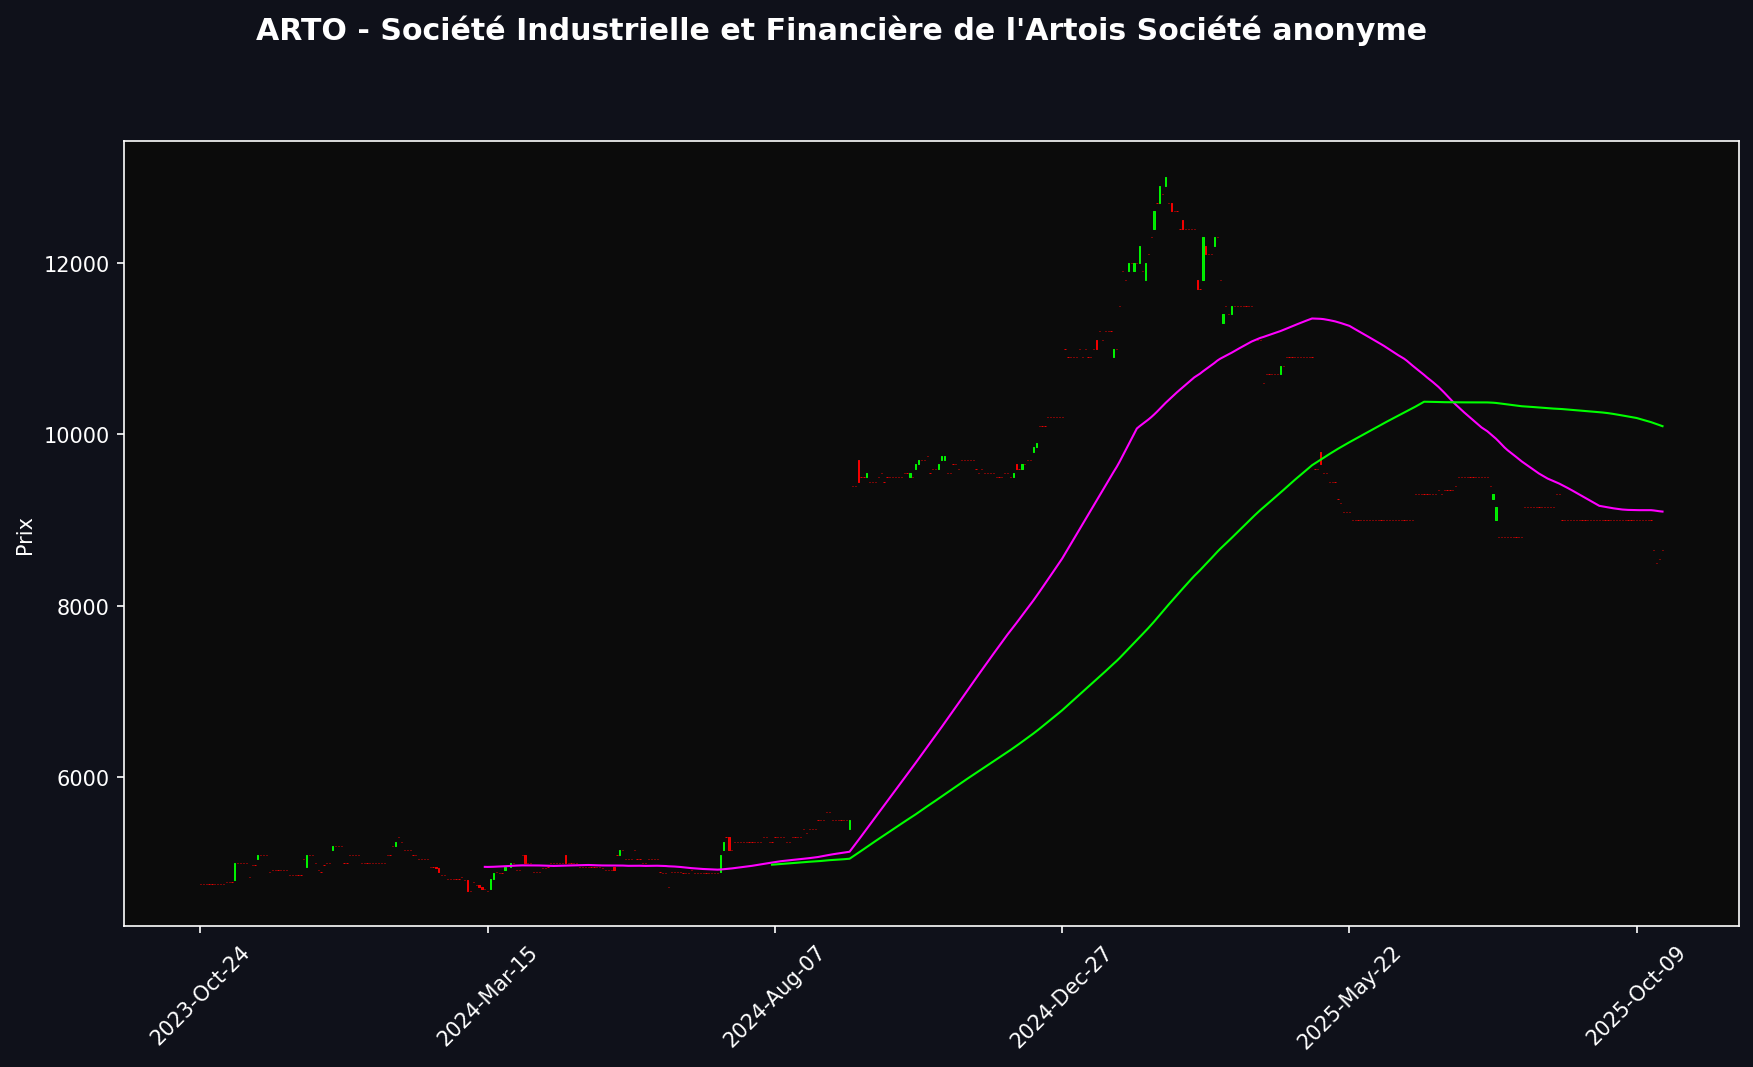 ARTO - Société Industrielle et Financière de l'Artois Société anonyme
12000
10000
8000
6000
Prix
2023-Oct-24
2024-Mar-15
2024-Aug-07
2024-Dec-27
2025-May-22
2025-Oct-09